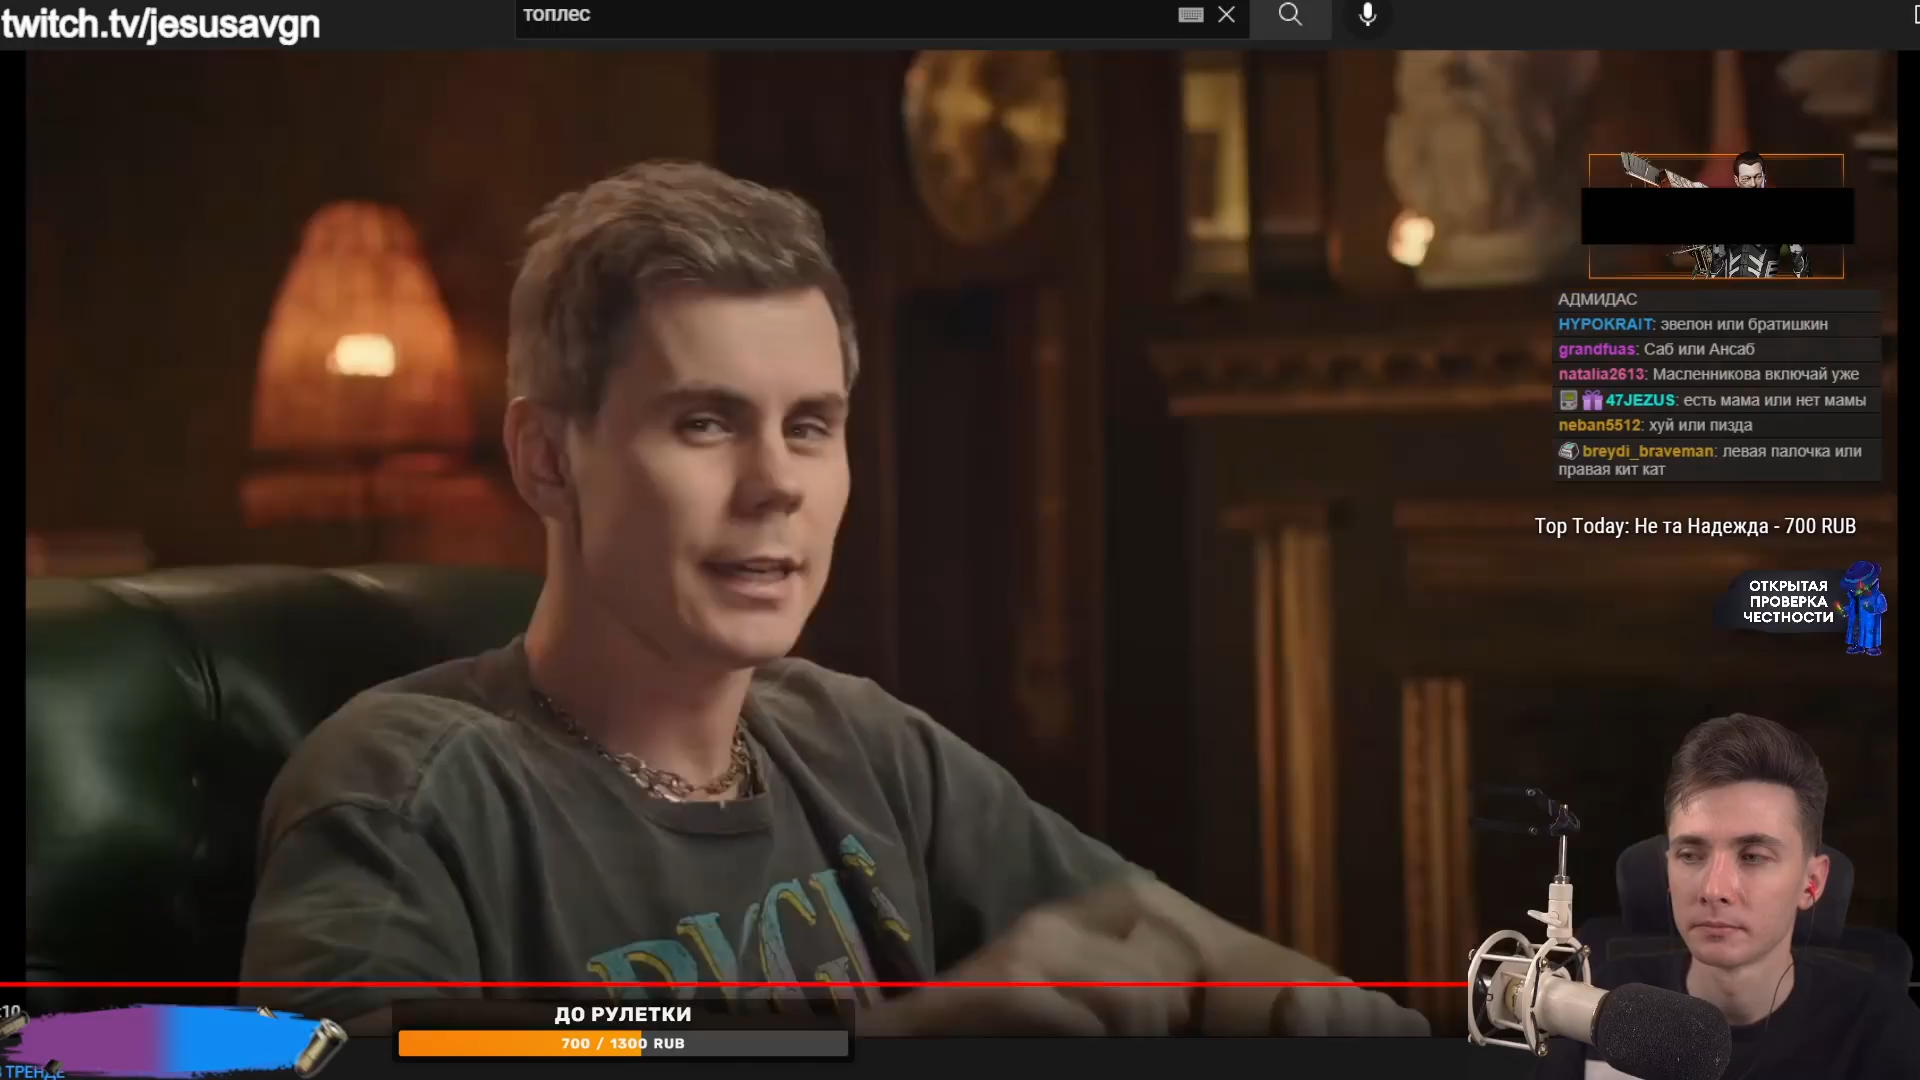 twitch.tv/jesusavgn
топлес
АДМИДАС
HYPOKRAIT: эвелон или братишкин
grandfuas: Саб или Ансаб
natalia2613: Масленникова включай уже
47JEZUS: есть мама или нет мамы
neban5512: хуй или пизда
breydi_braveman: левая палочка или
правая кит кат
Top Today: Не та Надежда - 700 RUB
ОТКРЫТАЯ
ПРОВЕРКА
ЧЕСТНОСТИ
:10
ДО РУЛЕТКИ
700 / 1300 RUB
В ТРЕНДЕ